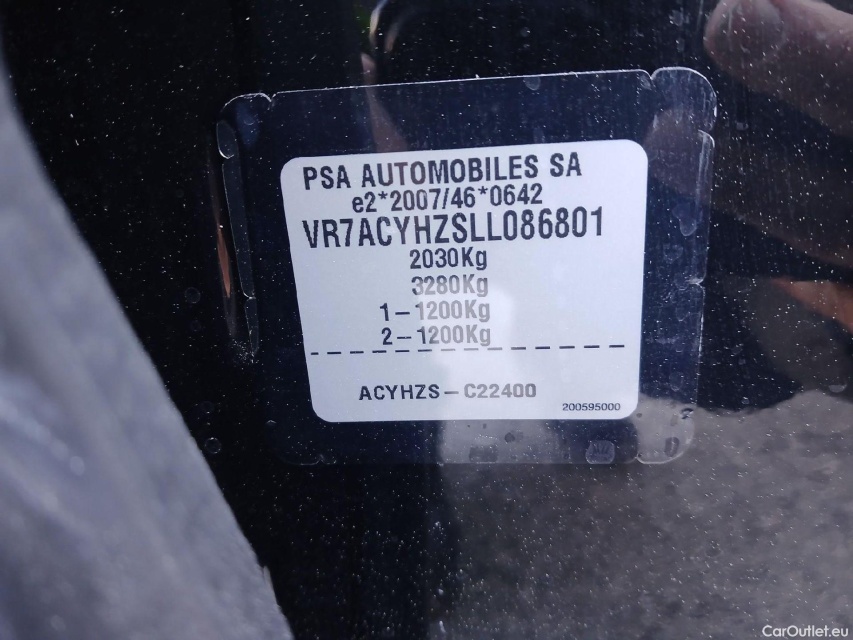 PSA AUTOMOBILES SA
e2*2007/46*0642
VR7ACYHZSLL086801
2030Kg
3280Kg
1-1200Kg
2-1200Kg
ACYHZS-C22400
200595000
CarOutlet.eu